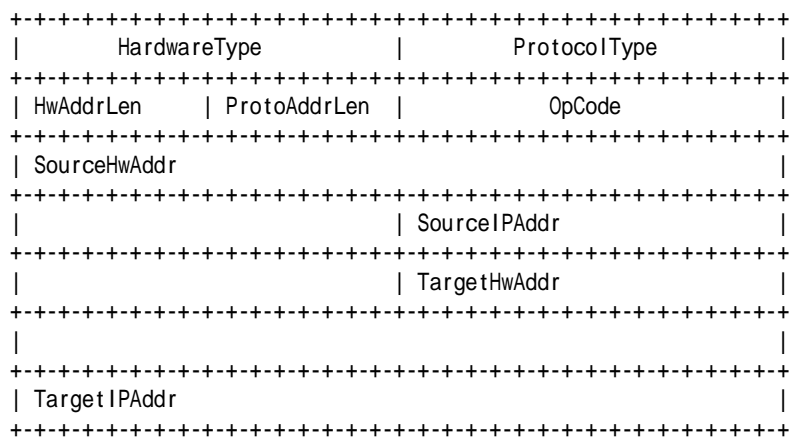 +-+-+-+-+-+-+-+-+-+-+-+-+-+-+-+-+-+-+-+-+-+-+-+-+-+-+-+-+-+-+-+-+
|        HardwareType           |         ProtocolType          |
+-+-+-+-+-+-+-+-+-+-+-+-+-+-+-+-+-+-+-+-+-+-+-+-+-+-+-+-+-+-+-+-+
| HwAddrLen     | ProtoAddrLen  |            OpCode             |
+-+-+-+-+-+-+-+-+-+-+-+-+-+-+-+-+-+-+-+-+-+-+-+-+-+-+-+-+-+-+-+-+
| SourceHwAddr                                                  |
+-+-+-+-+-+-+-+-+-+-+-+-+-+-+-+-+-+-+-+-+-+-+-+-+-+-+-+-+-+-+-+-+
|                               | SourceIPAddr                  |
+-+-+-+-+-+-+-+-+-+-+-+-+-+-+-+-+-+-+-+-+-+-+-+-+-+-+-+-+-+-+-+-+
|                               | TargetHwAddr                  |
+-+-+-+-+-+-+-+-+-+-+-+-+-+-+-+-+-+-+-+-+-+-+-+-+-+-+-+-+-+-+-+-+
|                                                               |
+-+-+-+-+-+-+-+-+-+-+-+-+-+-+-+-+-+-+-+-+-+-+-+-+-+-+-+-+-+-+-+-+
| TargetIPAddr                                                  |
+-+-+-+-+-+-+-+-+-+-+-+-+-+-+-+-+-+-+-+-+-+-+-+-+-+-+-+-+-+-+-+-+